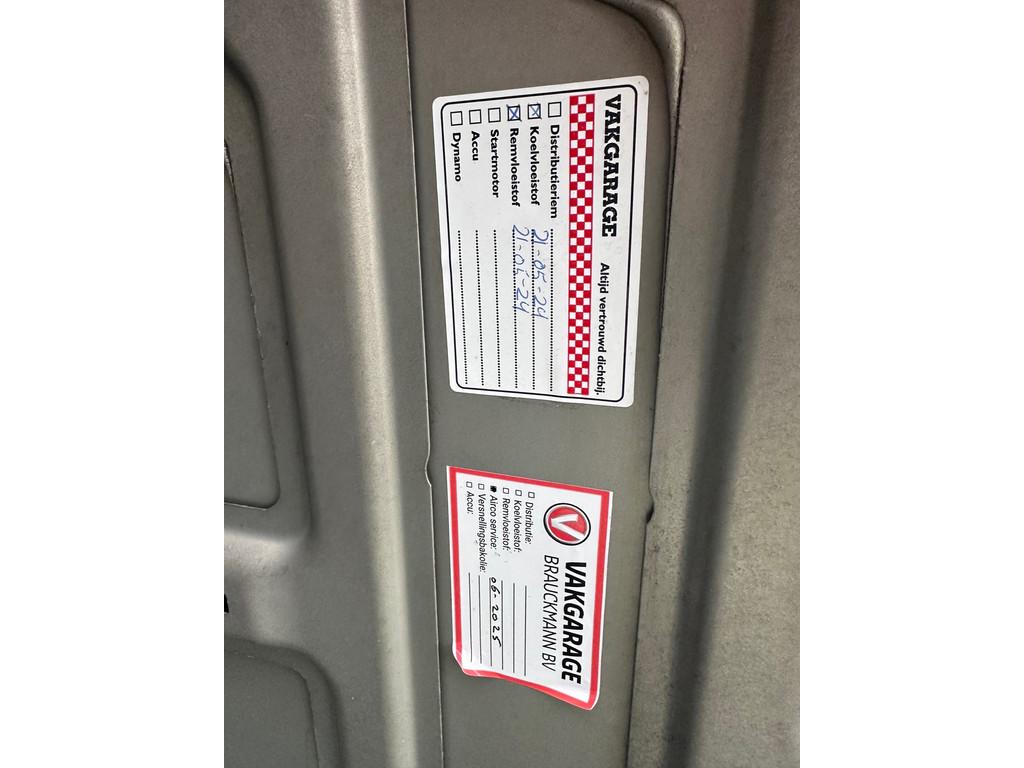 VAKGARAGE Altijd vertrouwd dichtbij.
Distributieriem
Koelvloeistof 21-05-24
Remvloeistof 21-05-24
Startmotor
Accu
Dynamo
V VAKGARAGE
BRAUCKMANN BV
Distributie:
Koelvloeistof:
Remvloeistof:
Airco service: 06-2025
Versnellingsbakolie:
Accu: